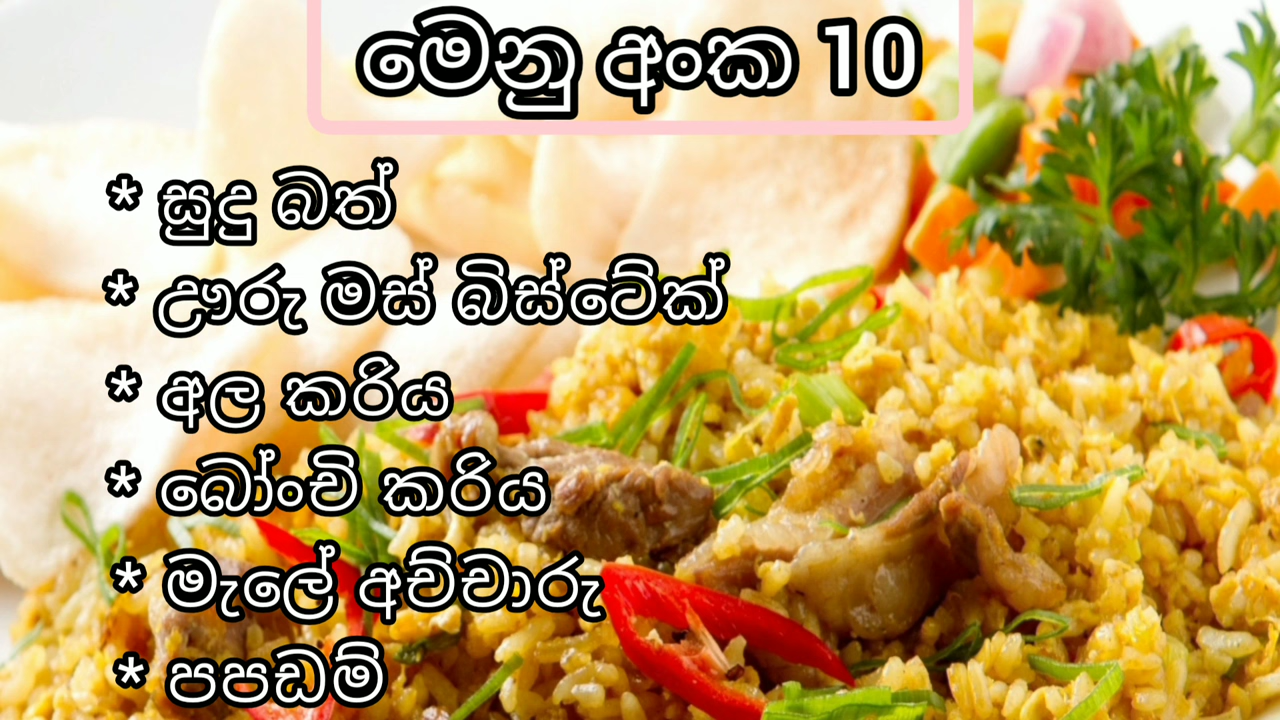 මෙනු අංක 10
* සුදු බත්
* ඌරු මස් බිස්ටේක්
* අල කරිය
* බෝංචි කරිය
* මැලේ අච්චාරු
* පපඩම්